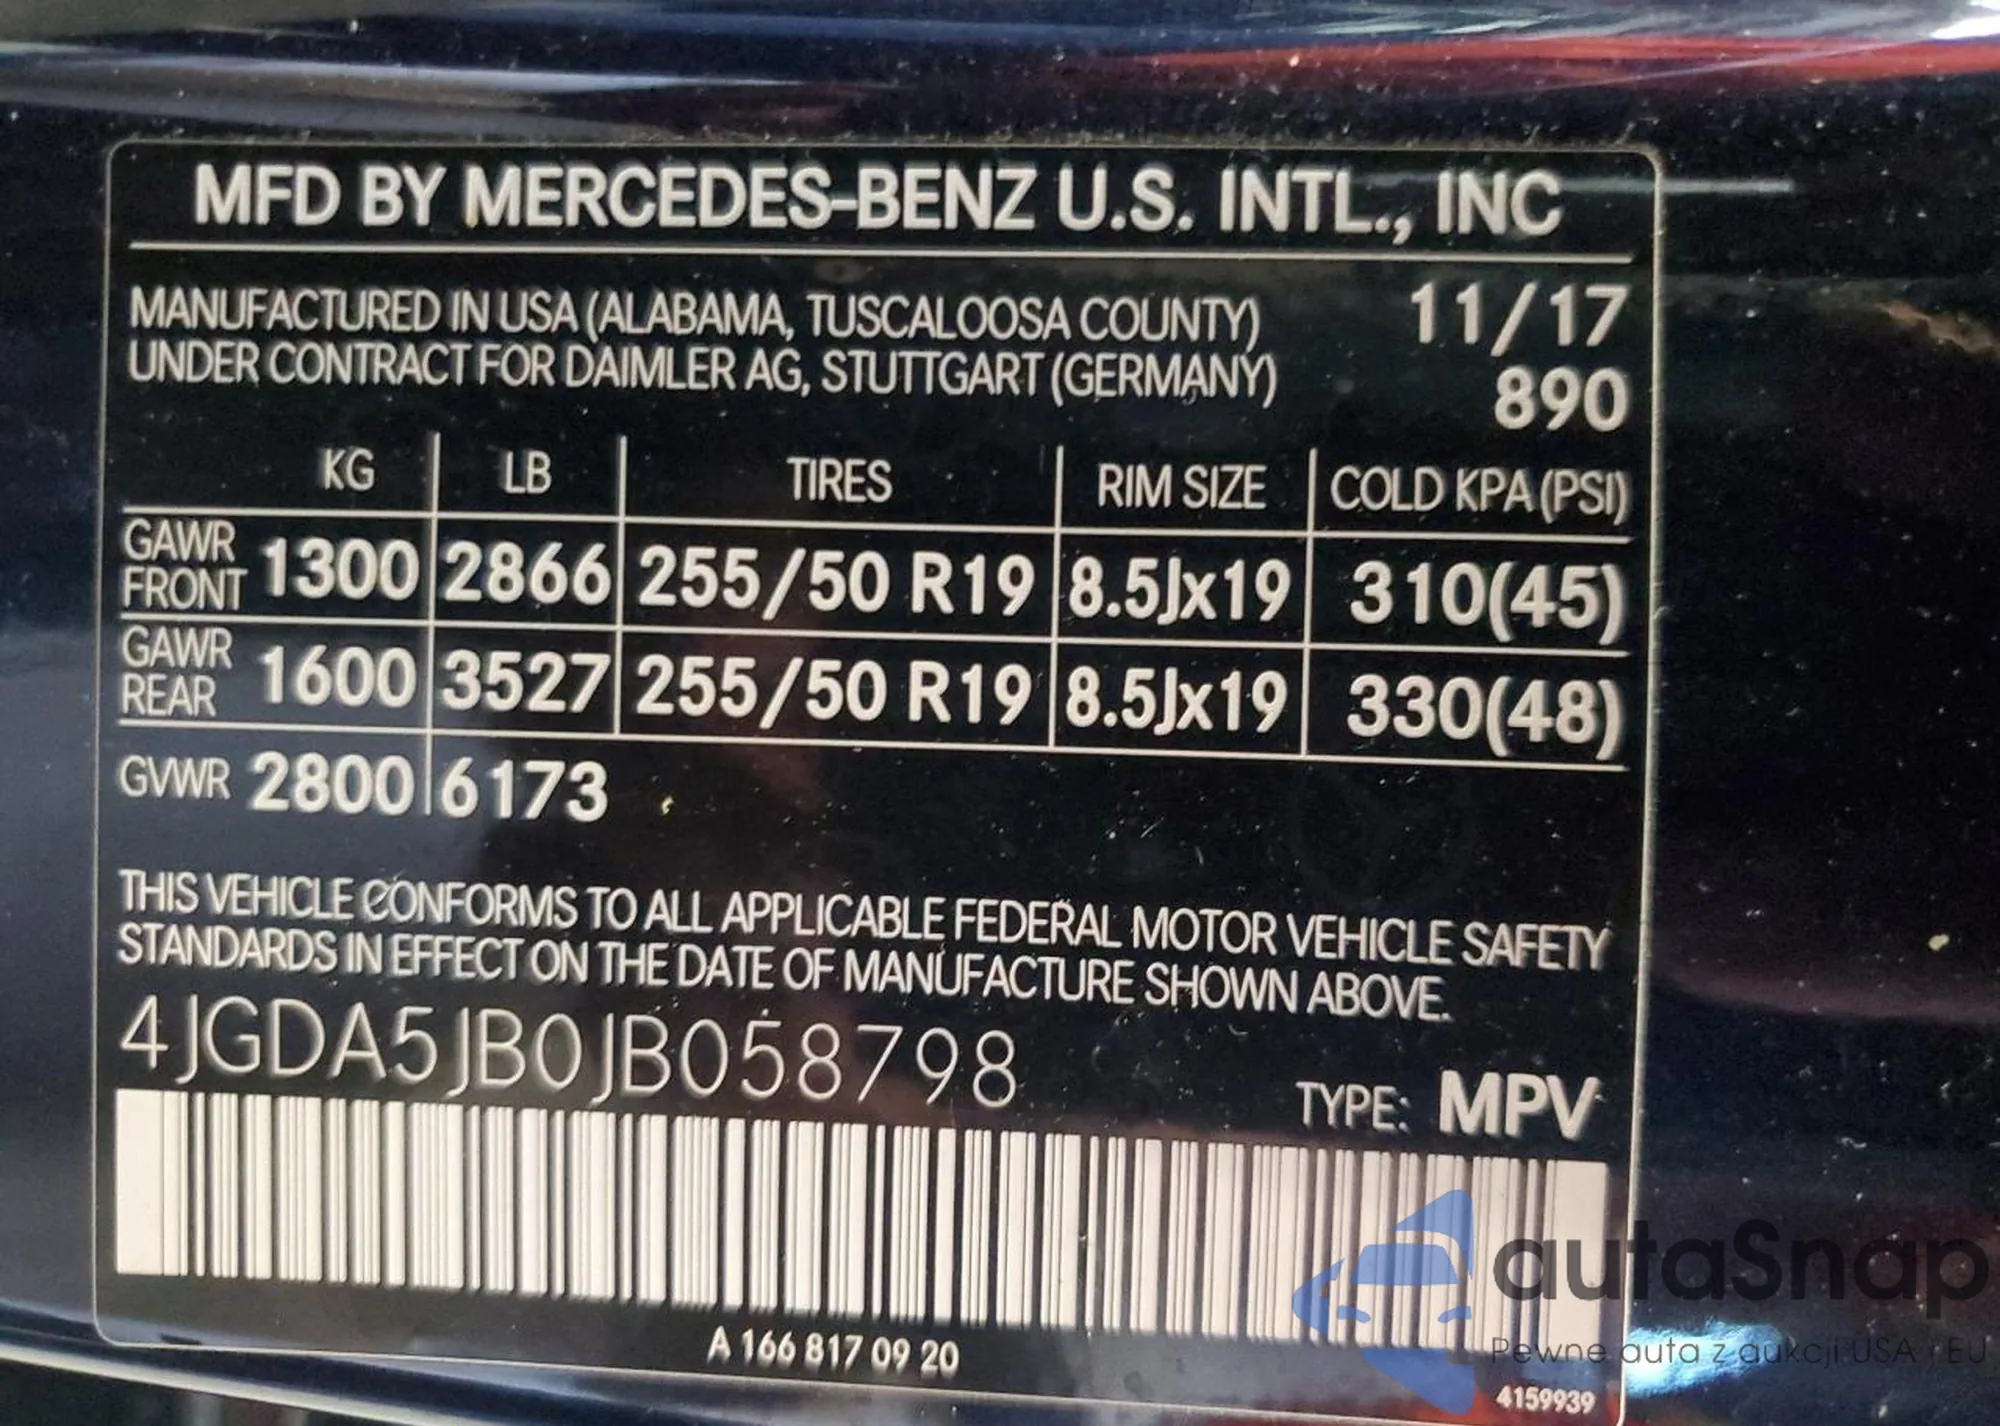 MFD BY MERCEDES-BENZ U.S. INTL., INC
MANUFACTURED IN USA (ALABAMA, TUSCALOOSA COUNTY) 11/17
UNDER CONTRACT FOR DAIMLER AG, STUTTGART (GERMANY) 890
KG LB TIRES RIM SIZE COLD KPA (PSI)
GAWR FRONT 1300 2866 255/50 R19 8.5Jx19 310(45)
GAWR REAR 1600 3527 255/50 R19 8.5Jx19 330(48)
GVWR 2800 6173
THIS VEHICLE CONFORMS TO ALL APPLICABLE FEDERAL MOTOR VEHICLE SAFETY
STANDARDS IN EFFECT ON THE DATE OF MANUFACTURE SHOWN ABOVE.
4JGDA5JB0JB058798
TYPE: MPV
A 166 817 09 20
4159939
autaSnap
Pewne auta z aukcji USA i EU